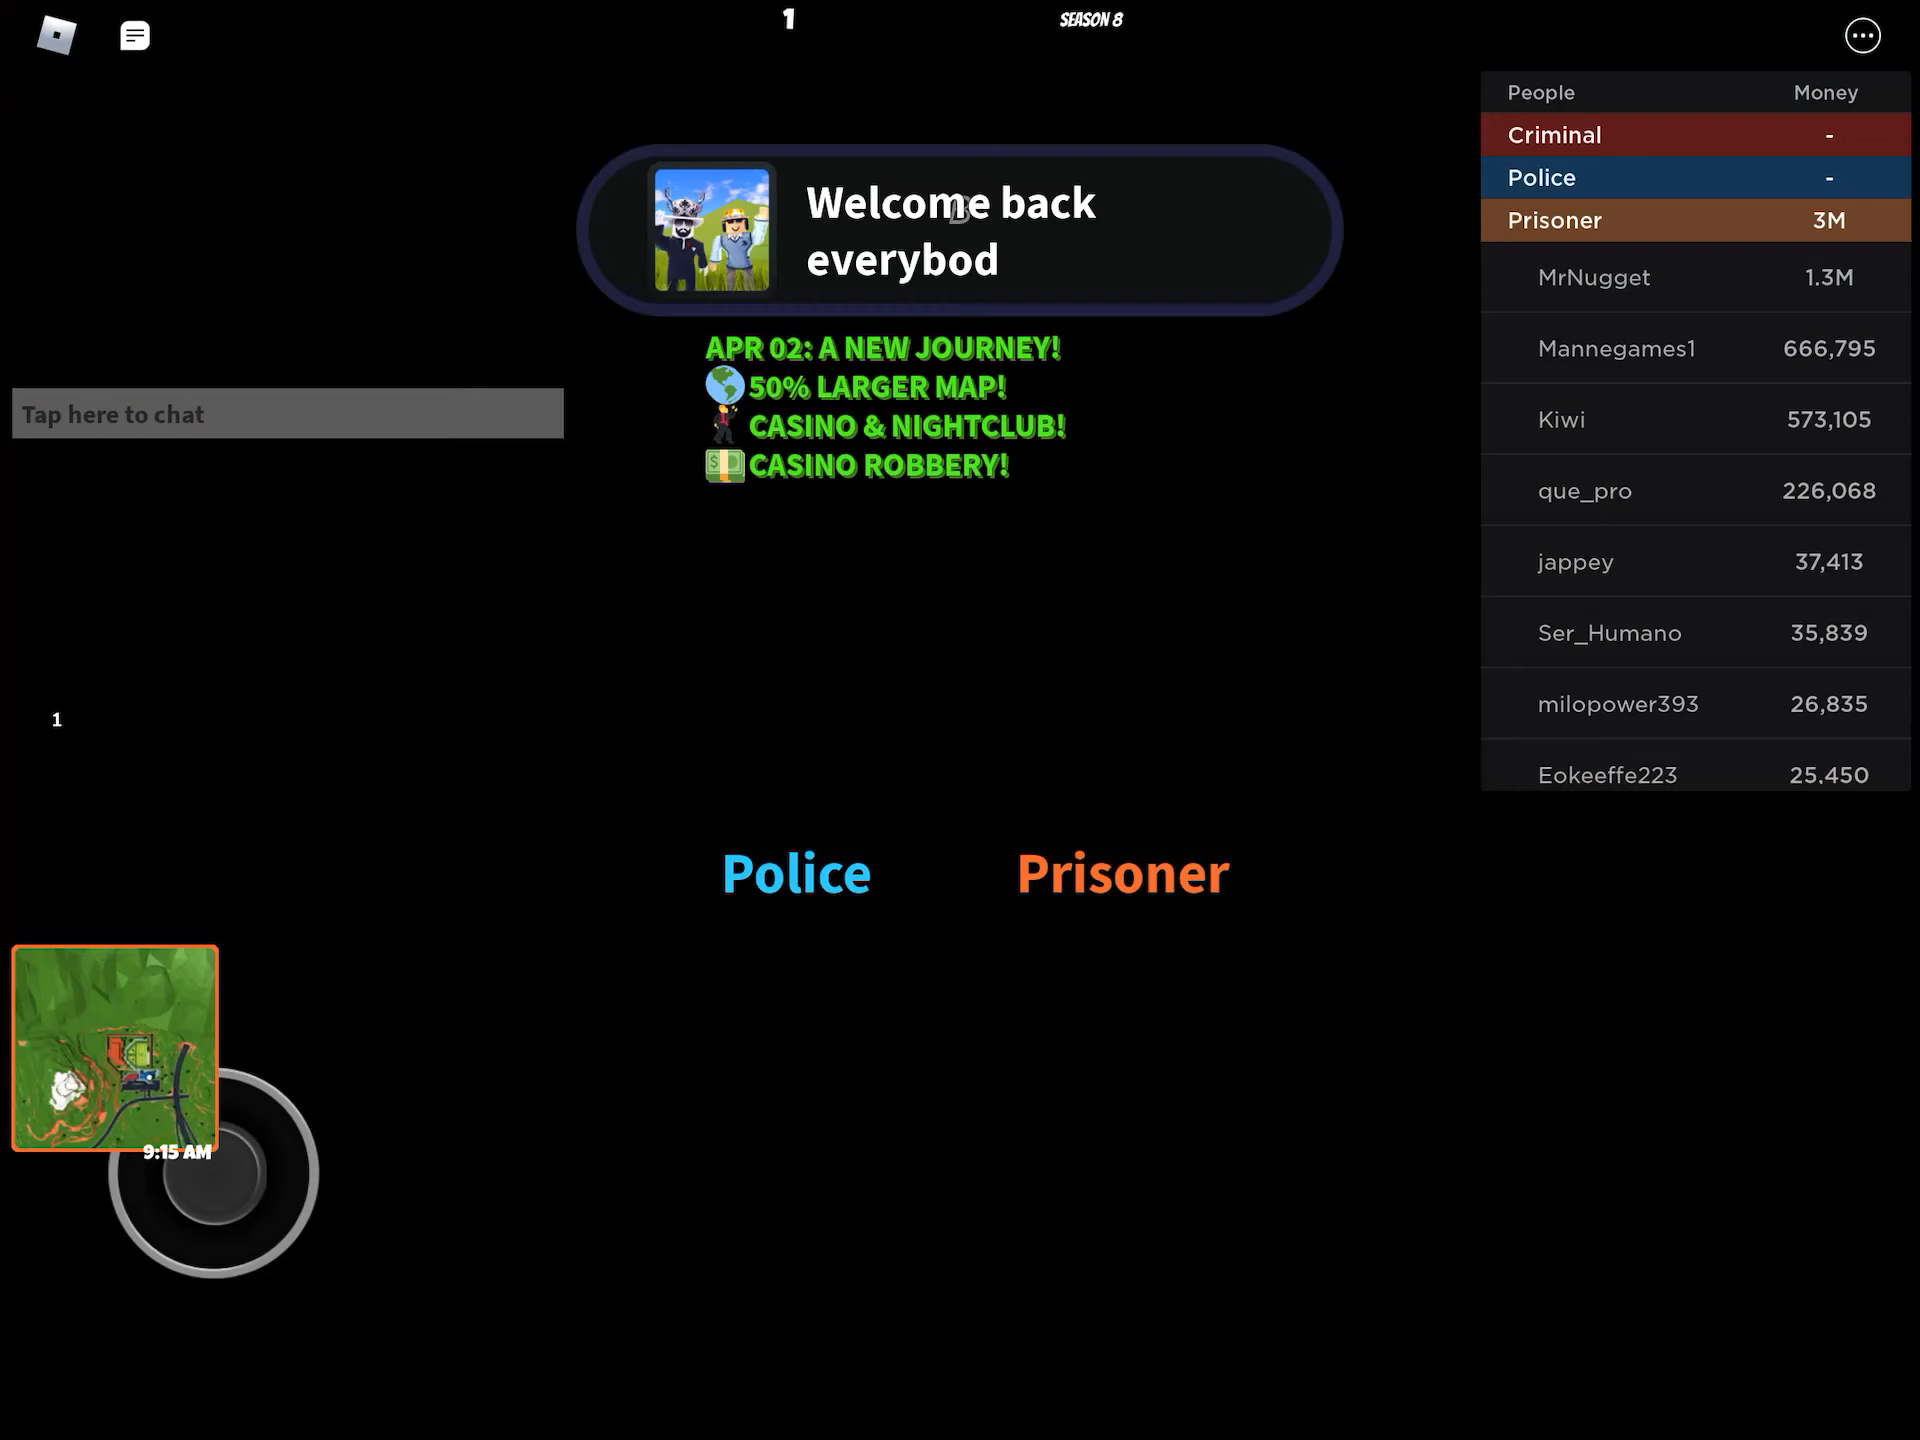 1
SEASON 8
People Money
Criminal -
Police -
Prisoner 3M
MrNugget 1.3M
Mannegames1 666,795
Kiwi 573,105
que_pro 226,068
jappey 37,413
Ser_Humano 35,839
milopower393 26,835
Eokeeffe223 25,450
Welcome back
everybod
APR 02: A NEW JOURNEY!
50% LARGER MAP!
CASINO & NIGHTCLUB!
CASINO ROBBERY!
Tap here to chat
1
Police Prisoner
9:15 AM